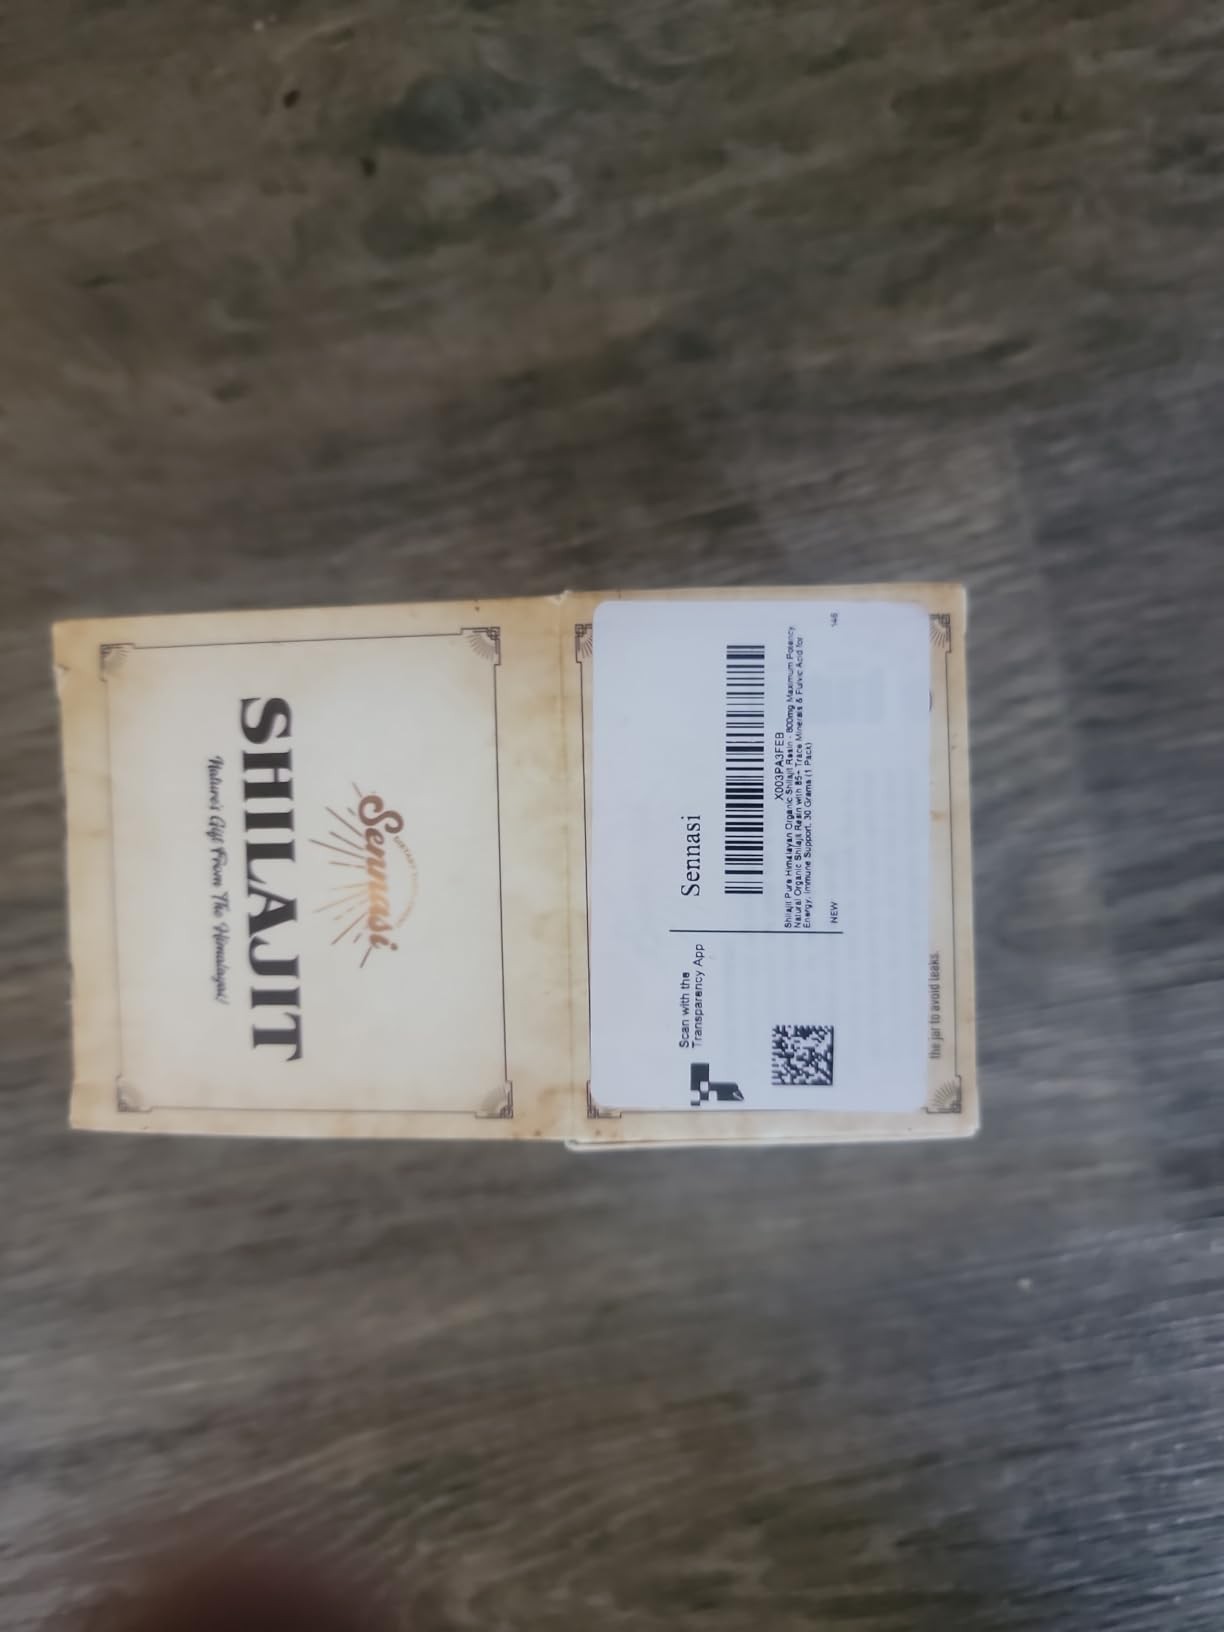 Sennasi
SHILAJIT
Nature's Gift From The Himalayas!
Scan with the
Transparency App
Sennasi
X003PA3FEB
Shilajit Pure Himalayan Organic Shilajit Resin - 800mg Maximum Potency
Natural Organic Shilajit Resin with 85+ Trace Minerals & Fulvic Acid for
Energy, Immune Support, 30 Grams (1 Pack)
NEW
146
the jar to avoid leaks.